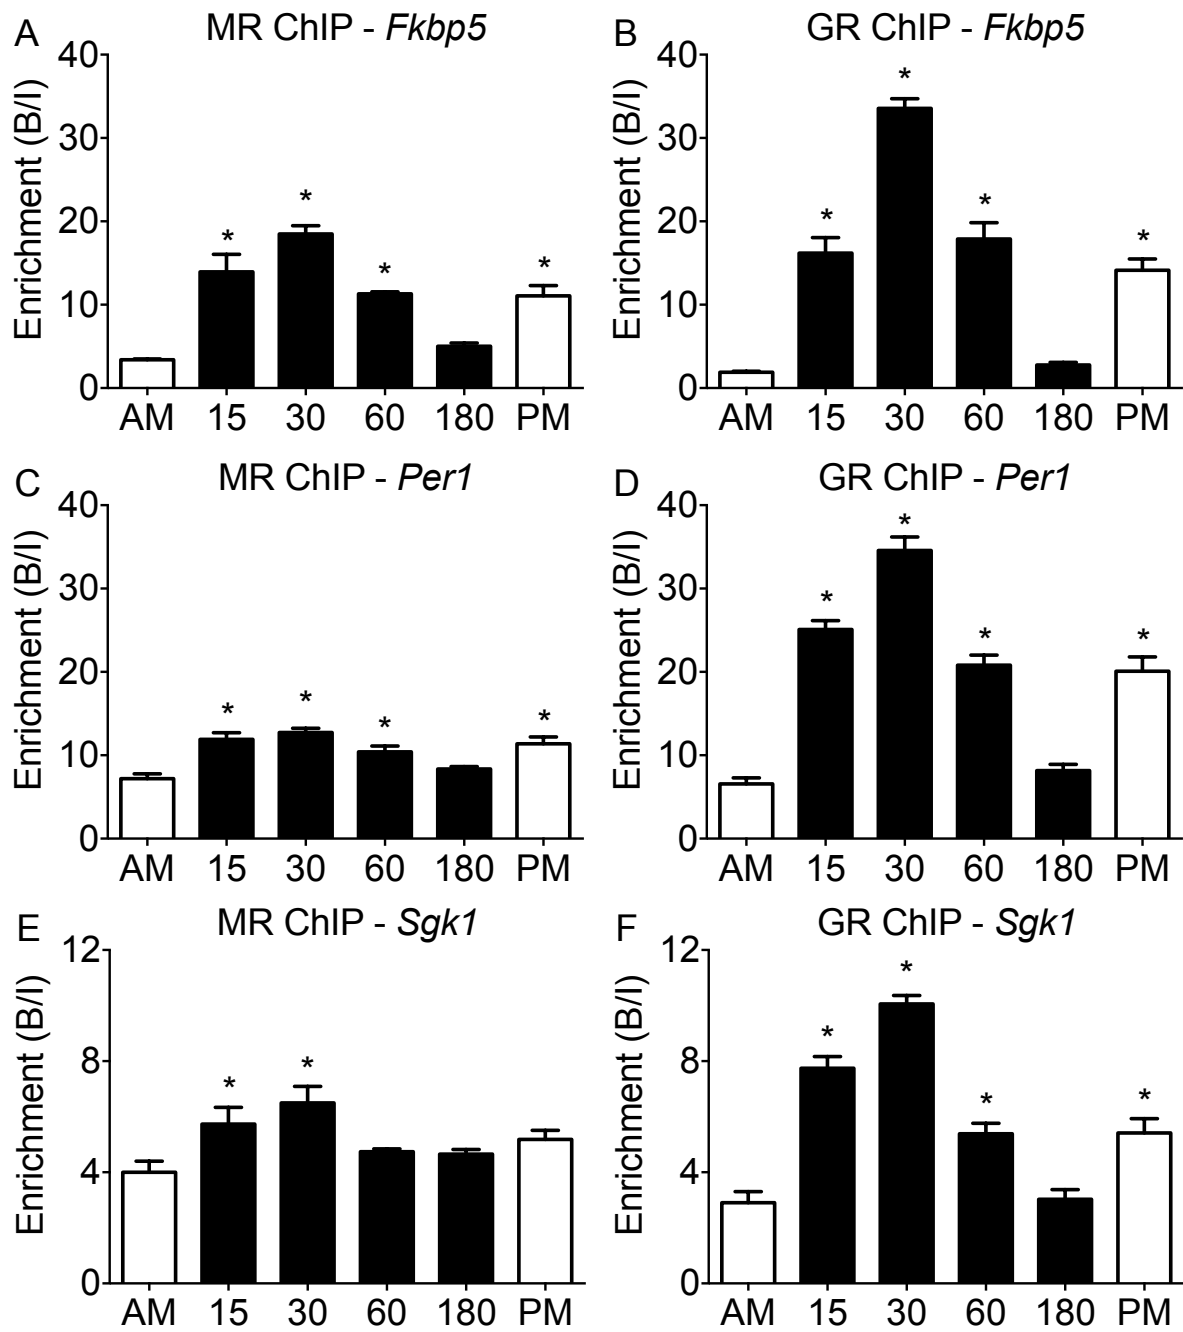 A MR ChIP - Fkbp5
Enrichment (B/I)
40
30
20
10
0
* * * *
AM 15 30 60 180 PM
B GR ChIP - Fkbp5
Enrichment (B/I)
40
30
20
10
0
* * * *
AM 15 30 60 180 PM
C MR ChIP - Per1
Enrichment (B/I)
40
30
20
10
0
* * * *
AM 15 30 60 180 PM
D GR ChIP - Per1
Enrichment (B/I)
40
30
20
10
0
* * * *
AM 15 30 60 180 PM
E MR ChIP - Sgk1
Enrichment (B/I)
12
8
4
0
* *
AM 15 30 60 180 PM
F GR ChIP - Sgk1
Enrichment (B/I)
12
8
4
0
* * * *
AM 15 30 60 180 PM